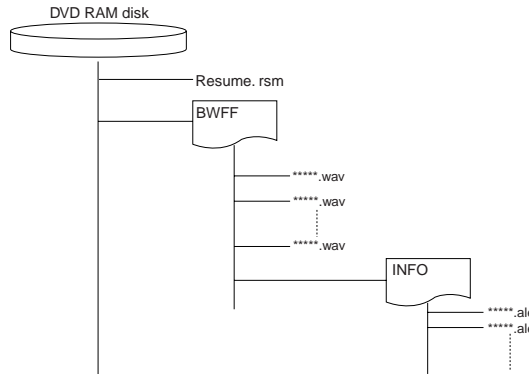 DVD RAM disk
Resume. rsm
BWFF
*****.wav
*****.wav
*****.wav
INFO